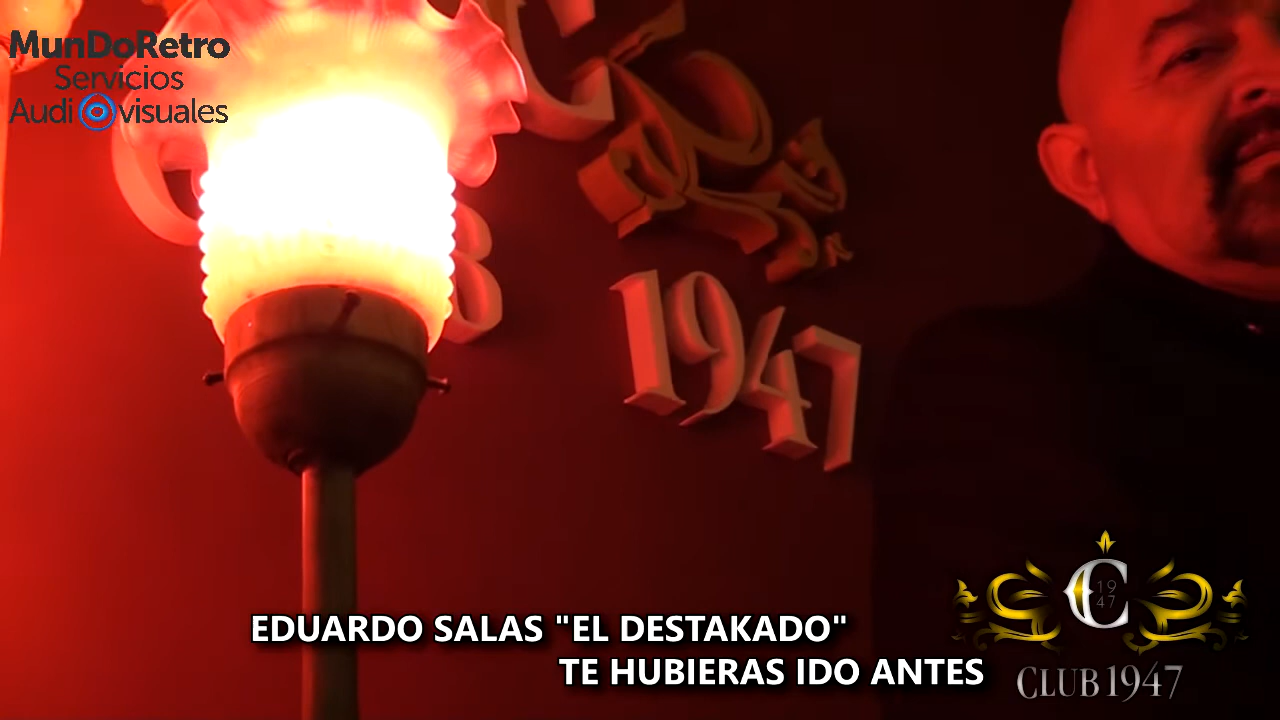 MunDoRetro
Servicios
Audiovisuales
1947
EDUARDO SALAS "EL DESTAKADO"
TE HUBIERAS IDO ANTES
C
19
47
CLUB 1947